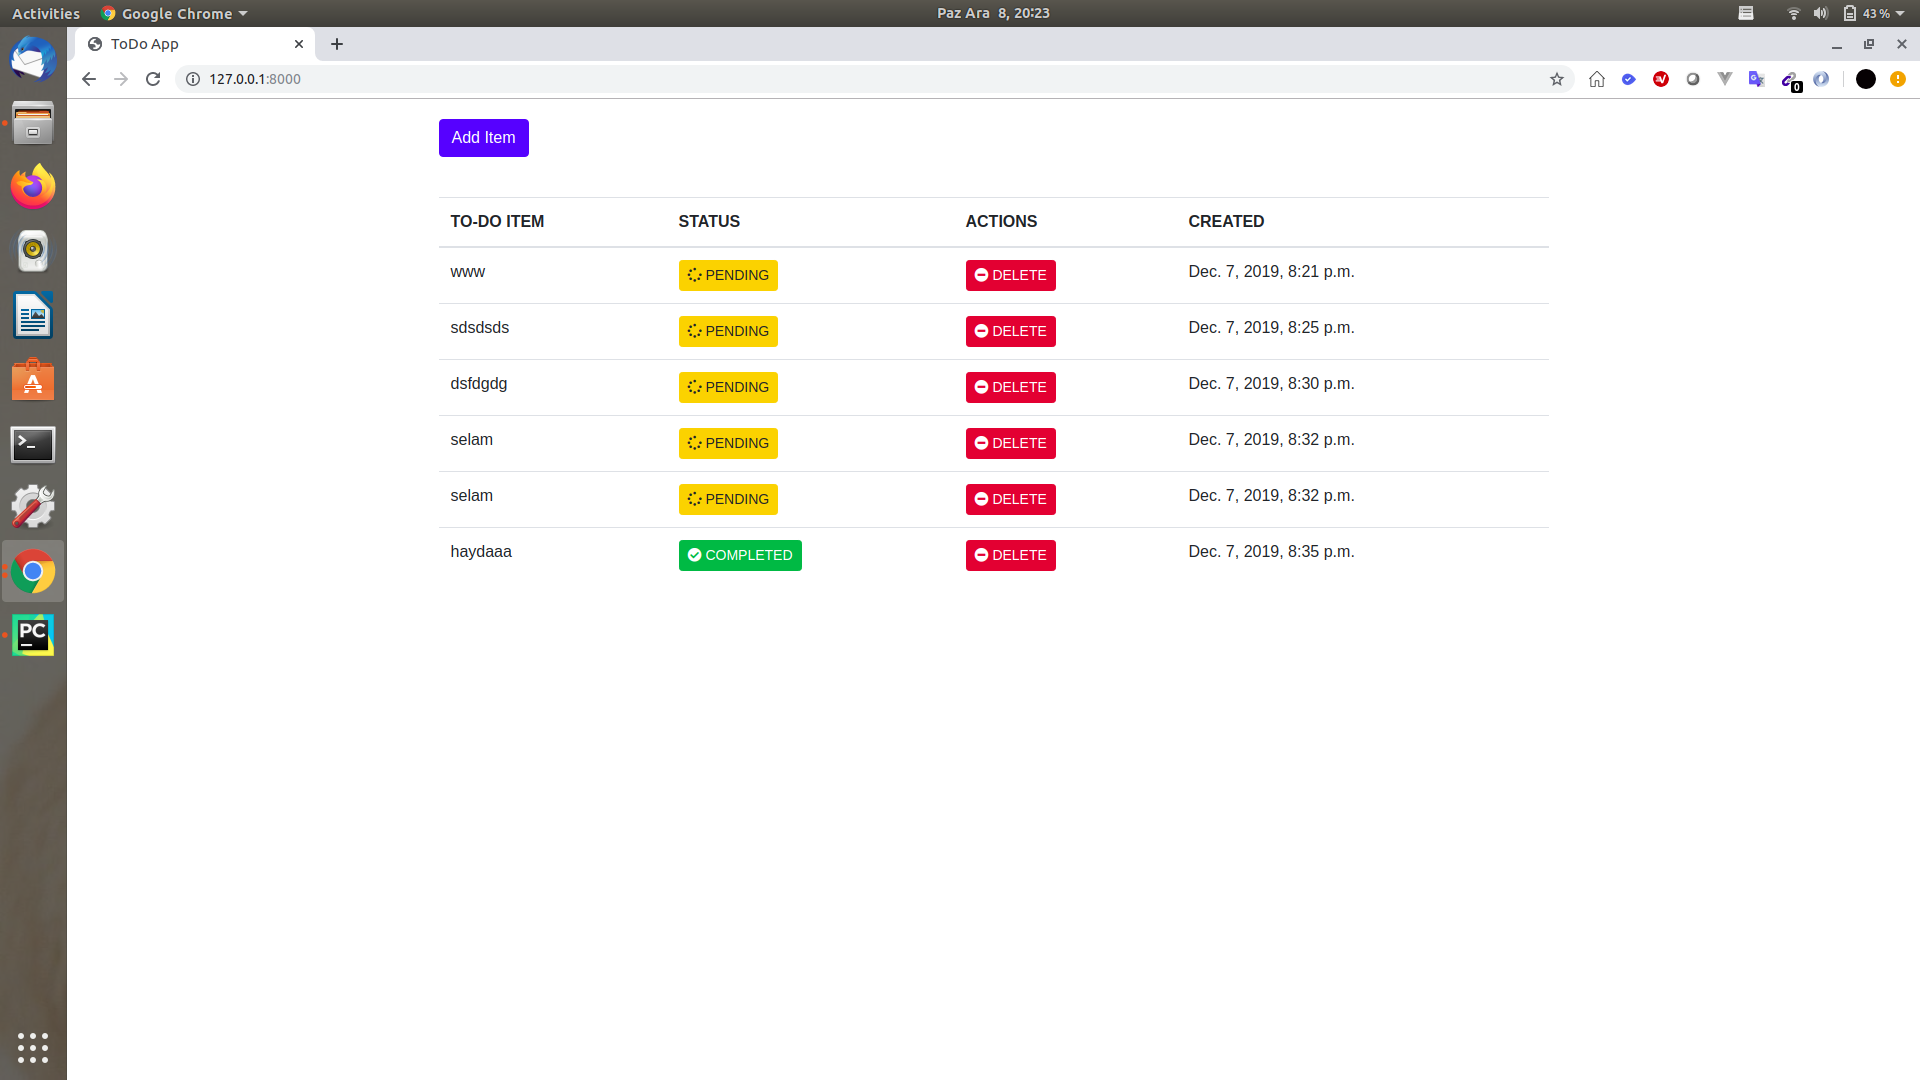 Activities Google Chrome Paz Ara 8, 20:23 43 %
ToDo App
127.0.0.1:8000 0
Add Item
TO-DO ITEM STATUS ACTIONS CREATED
www PENDING DELETE Dec. 7, 2019, 8:21 p.m.
sdsdsds PENDING DELETE Dec. 7, 2019, 8:25 p.m.
dsfdgdg PENDING DELETE Dec. 7, 2019, 8:30 p.m.
selam PENDING DELETE Dec. 7, 2019, 8:32 p.m.
selam PENDING DELETE Dec. 7, 2019, 8:32 p.m.
haydaaa COMPLETED DELETE Dec. 7, 2019, 8:35 p.m.
PC